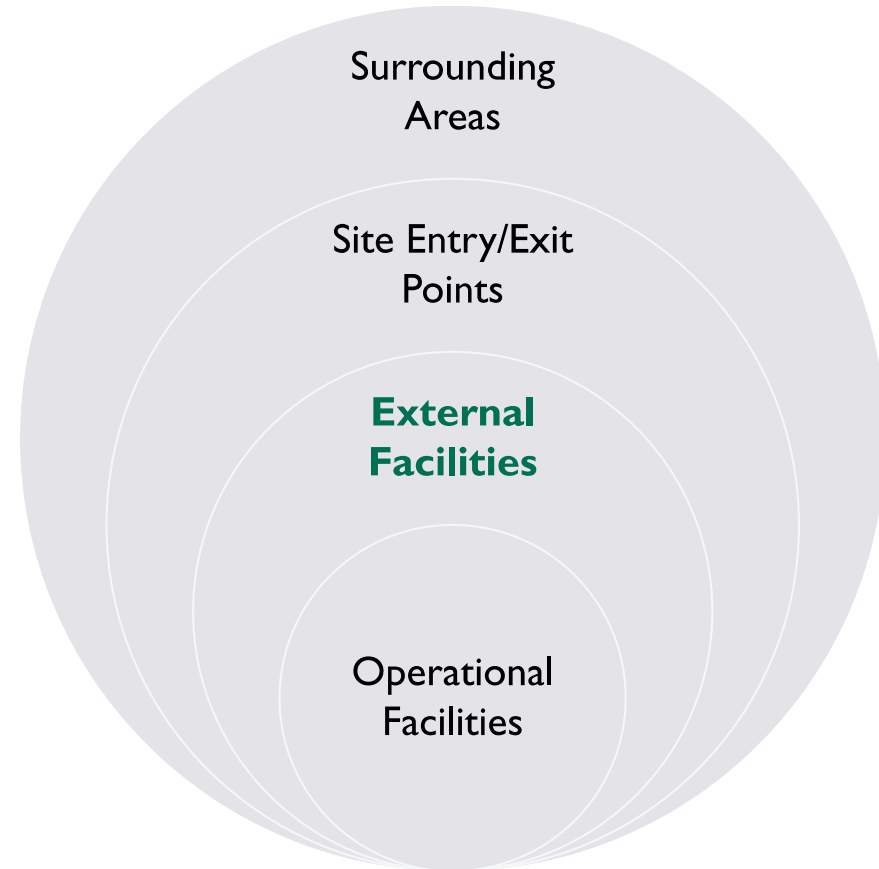 Surrounding
Areas
Site Entry/Exit
Points
External
Facilities
Operational
Facilities